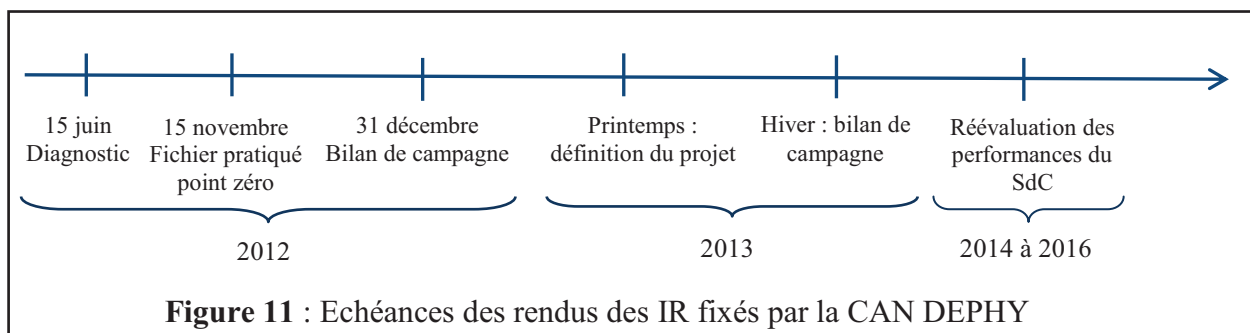 15 juin
Diagnostic
15 novembre
Fichier pratiqué
point zéro
31 décembre
Bilan de campagne
Printemps :
définition du projet
Hiver : bilan de
campagne
Réévaluation des
performances du
SdC
2012
2013
2014 à 2016
Figure 11 : Echéances des rendus des IR fixés par la CAN DEPHY